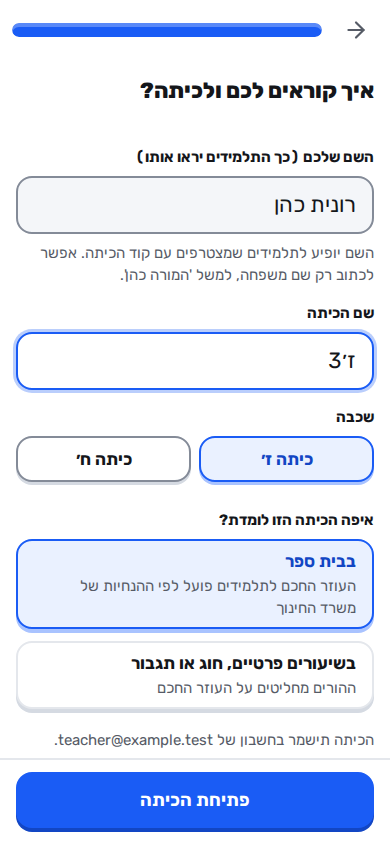 איך קוראים לכם ולכיתה?
השם שלכם (כך התלמידים יראו אותו)
רונית כהן
השם יופיע לתלמידים שמצטרפים עם קוד הכיתה. אפשר
לכתוב רק שם משפחה, למשל 'המורה כהן'.
שם הכיתה
ז׳3
שכבה
כיתה ז׳
כיתה ח׳
איפה הכיתה הזו לומדת?
בבית ספר
העוזר החכם לתלמידים פועל לפי ההנחיות של
משרד החינוך
בשיעורים פרטיים, חוג או תגבור
ההורים מחליטים על העוזר החכם
הכיתה תישמר בחשבון של teacher@example.test.
פתיחת הכיתה